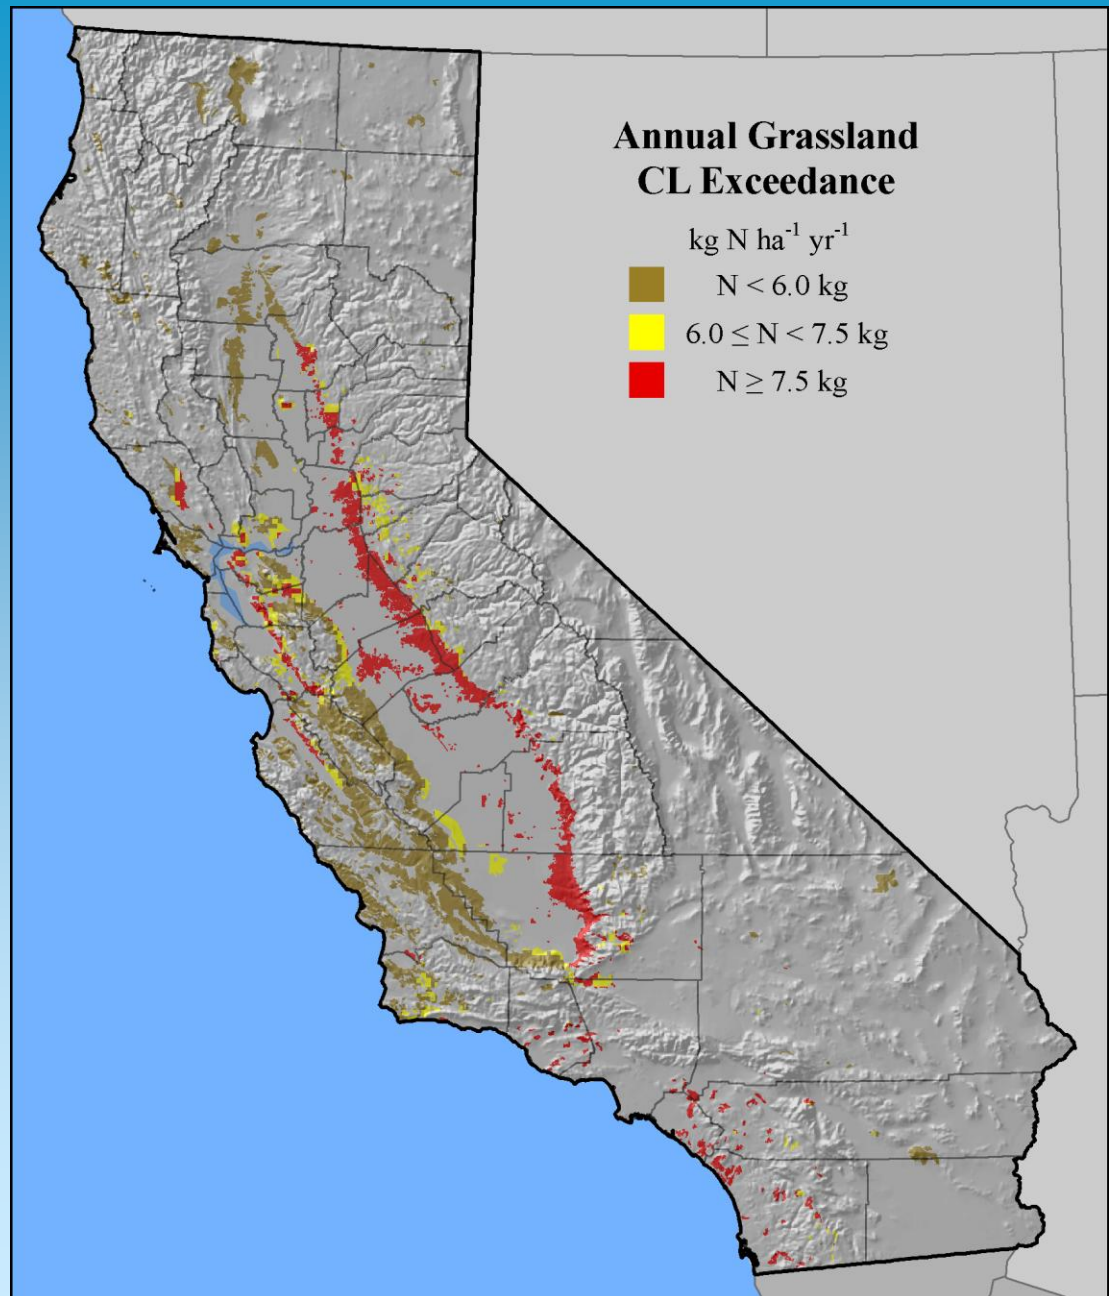 Annual Grassland
CL Exceedance
kg N ha⁻¹ yr⁻¹
N < 6.0 kg
6.0 ≤ N < 7.5 kg
N ≥ 7.5 kg